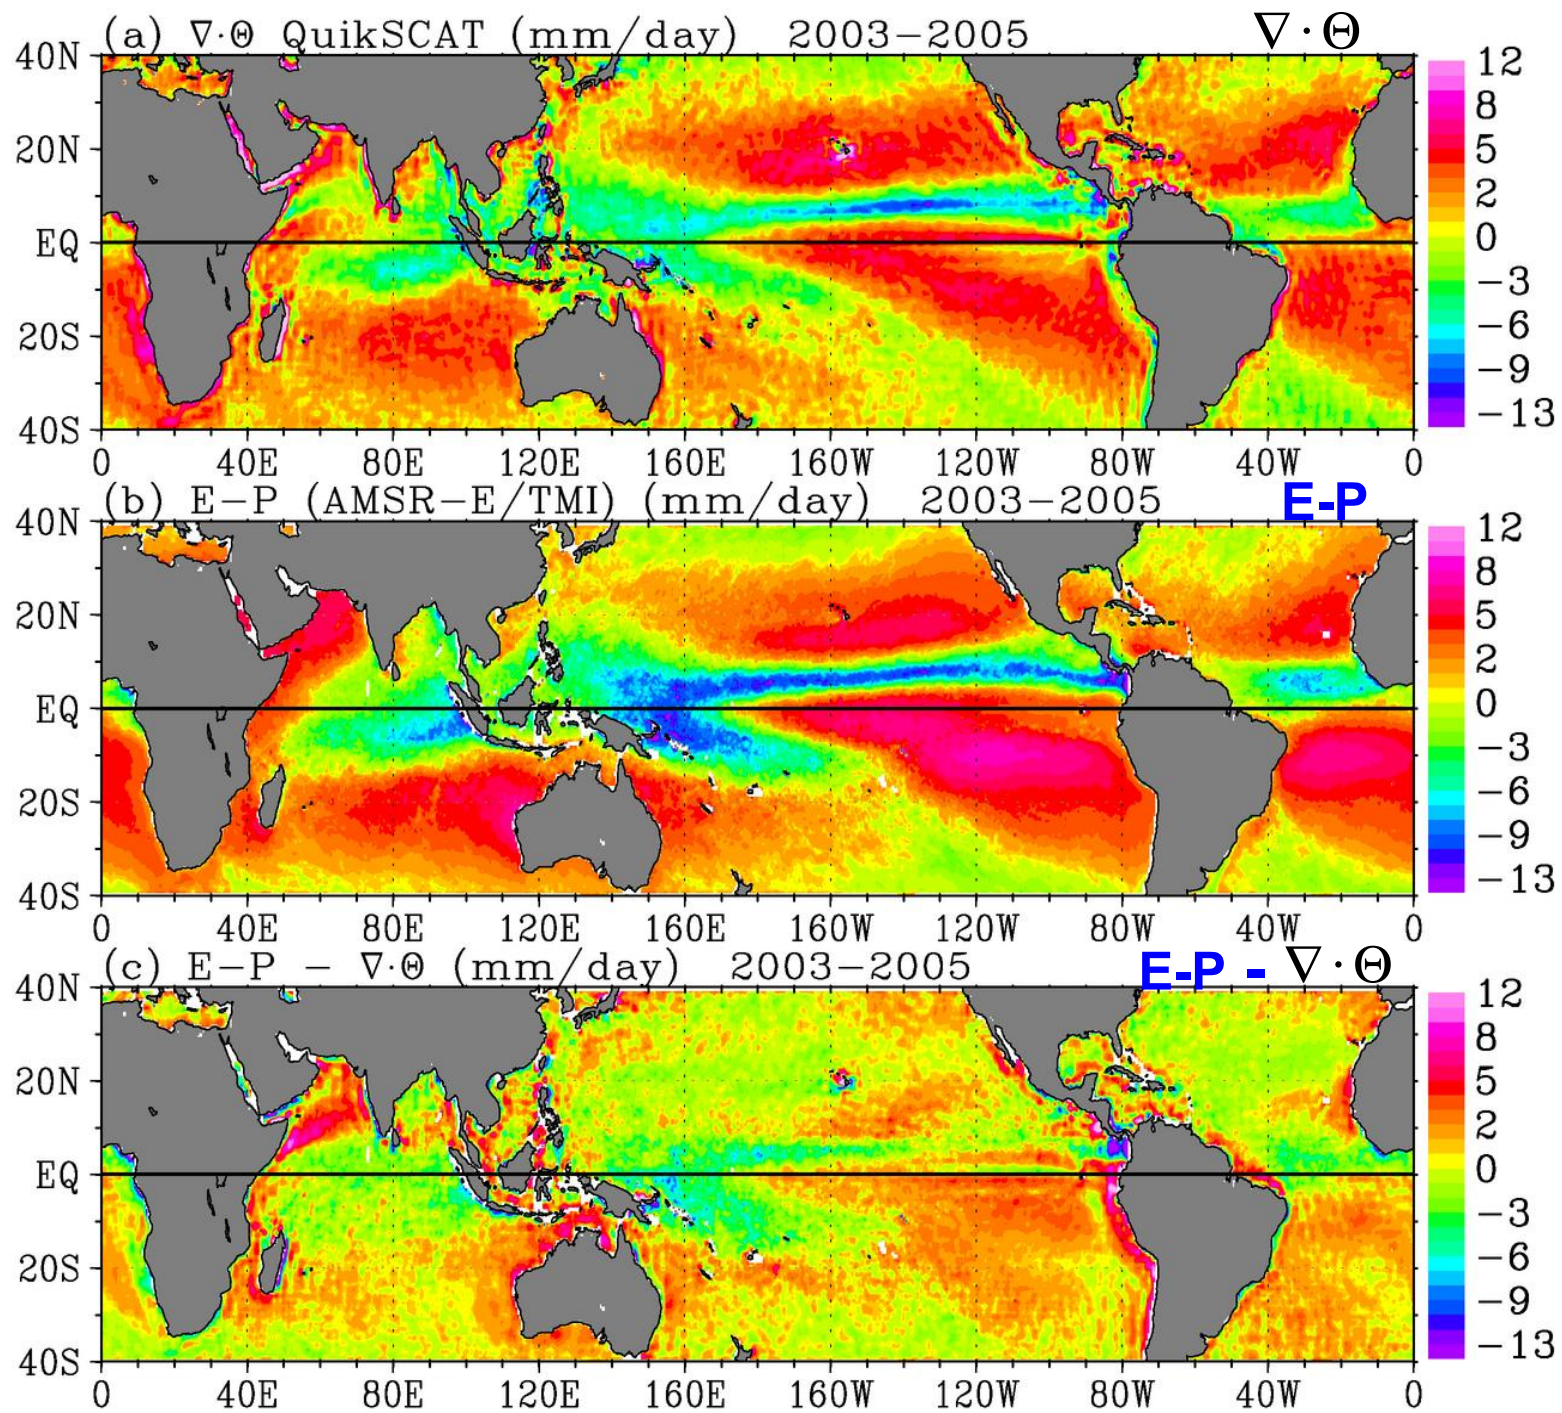 (a) ∇·Θ QuikSCAT (mm/day) 2003−2005 ∇·Θ
40N
20N
EQ
20S
40S
0 40E 80E 120E 160E 160W 120W 80W 40W 0
12
8
5
2
0
−3
−6
−9
−13
(b) E−P (AMSR−E/TMI) (mm/day) 2003−2005 E-P
40N
20N
EQ
20S
40S
0 40E 80E 120E 160E 160W 120W 80W 40W 0
12
8
5
2
0
−3
−6
−9
−13
(c) E−P − ∇·Θ (mm/day) 2003−2005 E-P - ∇·Θ
40N
20N
EQ
20S
40S
0 40E 80E 120E 160E 160W 120W 80W 40W 0
12
8
5
2
0
−3
−6
−9
−13